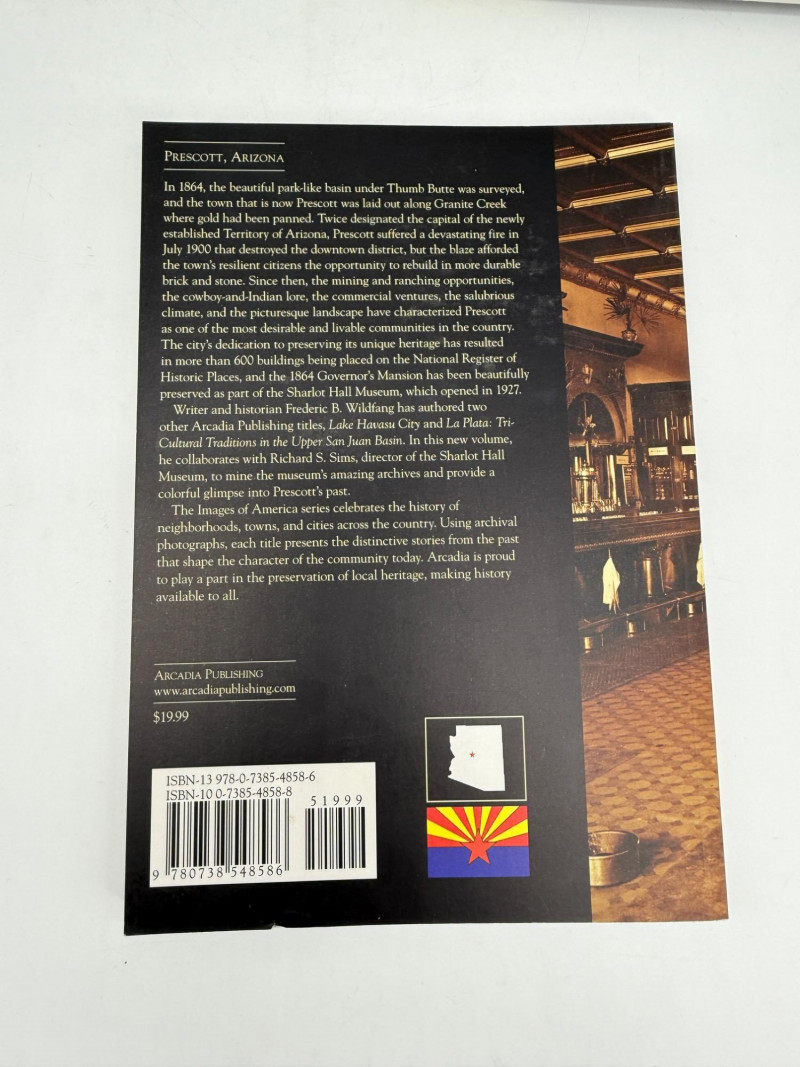 PRESCOTT, ARIZONA
In 1864, the beautiful park-like basin under Thumb Butte was surveyed,
and the town that is now Prescott was laid out along Granite Creek
where gold had been panned. Twice designated the capital of the newly
established Territory of Arizona, Prescott suffered a devastating fire in
July 1900 that destroyed the downtown district, but the blaze afforded
the town's resilient citizens the opportunity to rebuild in more durable
brick and stone. Since then, the mining and ranching opportunities,
the cowboy-and-Indian lore, the commercial ventures, the salubrious
climate, and the picturesque landscape have characterized Prescott
as one of the most desirable and livable communities in the country.
The city's dedication to preserving its unique heritage has resulted
in more than 600 buildings being placed on the National Register of
Historic Places, and the 1864 Governor's Mansion has been beautifully
preserved as part of the Sharlot Hall Museum, which opened in 1927.
Writer and historian Frederic B. Wildfang has authored two
other Arcadia Publishing titles, Lake Havasu City and La Plata: Tri-
Cultural Traditions in the Upper San Juan Basin. In this new volume,
he collaborates with Richard S. Sims, director of the Sharlot Hall
Museum, to mine the museum's amazing archives and provide a
colorful glimpse into Prescott's past.
The Images of America series celebrates the history of
neighborhoods, towns, and cities across the country. Using archival
photographs, each title presents the distinctive stories from the past
that shape the character of the community today. Arcadia is proud
to play a part in the preservation of local heritage, making history
available to all.
ARCADIA PUBLISHING
www.arcadiapublishing.com
$19.99
ISBN-13 978-0-7385-4858-6
ISBN-10 0-7385-4858-8
51999
9 780738 548586